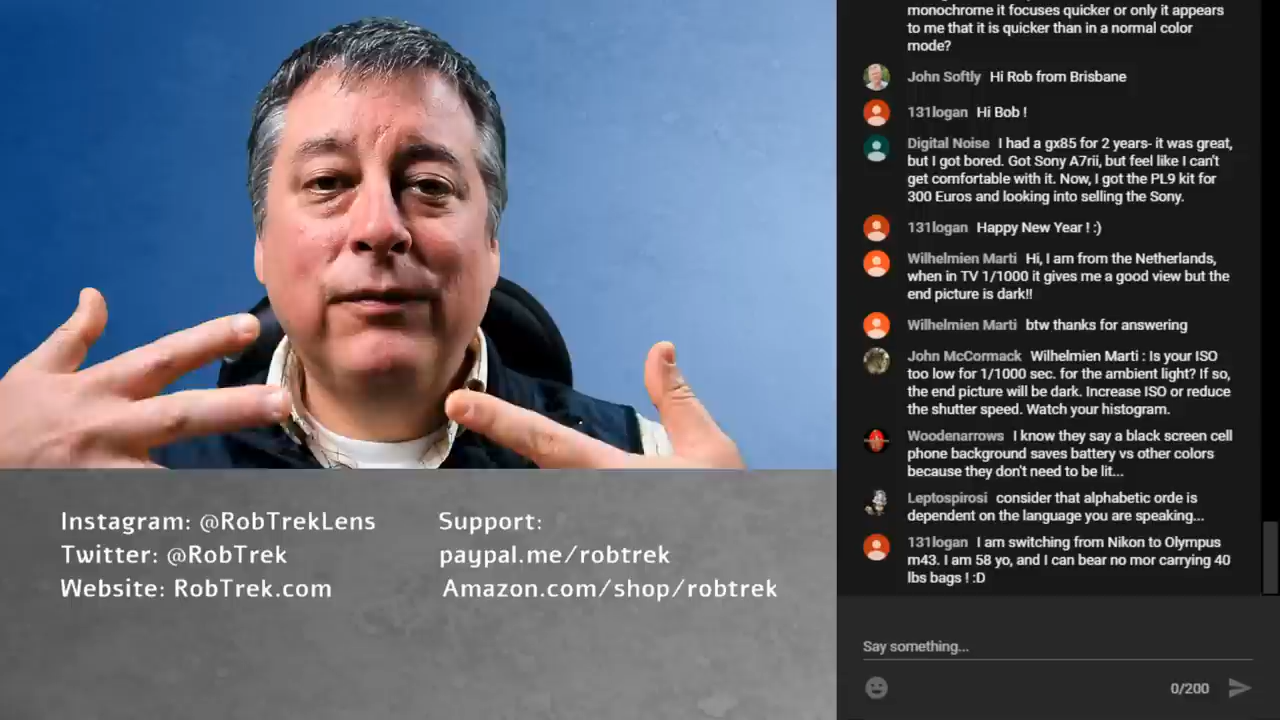 Instagram: @RobTrekLens
Twitter: @RobTrek
Website: RobTrek.com
Support:
paypal.me/robtrek
Amazon.com/shop/robtrek
monochrome it focuses quicker or only it appears
to me that it is quicker than in a normal color
mode?
John Softly Hi Rob from Brisbane
131logan Hi Bob !
Digital Noise I had a gx85 for 2 years- it was great,
but I got bored. Got Sony A7rii, but feel like I can't
get comfortable with it. Now, I got the PL9 kit for
300 Euros and looking into selling the Sony.
131logan Happy New Year ! :)
Wilhelmien Marti Hi, I am from the Netherlands,
when in TV 1/1000 it gives me a good view but the
end picture is dark!!
Wilhelmien Marti btw thanks for answering
John McCormack Wilhelmien Marti : Is your ISO
too low for 1/1000 sec. for the ambient light? If so,
the end picture will be dark. Increase ISO or reduce
the shutter speed. Watch your histogram.
Woodenarrows I know they say a black screen cell
phone background saves battery vs other colors
because they don't need to be lit...
Leptospirosi consider that alphabetic orde is
dependent on the language you are speaking...
131logan I am switching from Nikon to Olympus
m43. I am 58 yo, and I can bear no mor carrying 40
lbs bags ! :D
Say something...
0/200